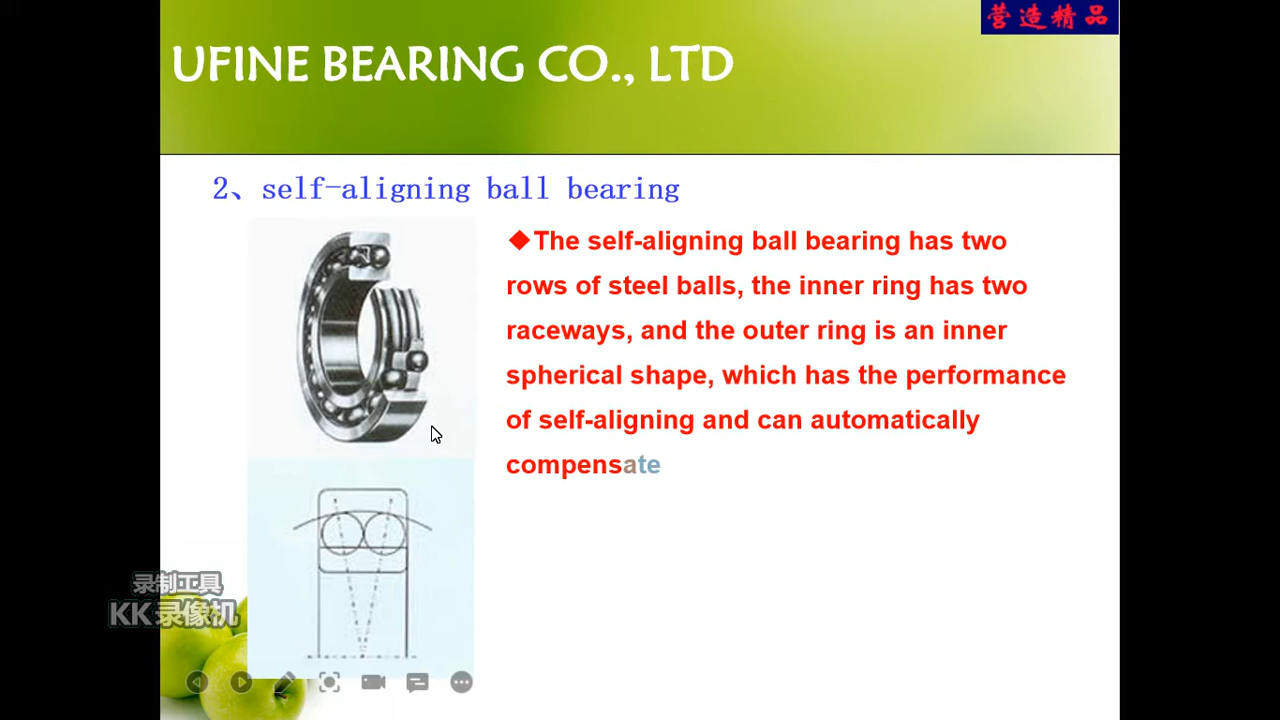 营造精品
UFINE BEARING CO., LTD
2、self-aligning ball bearing
◆The self-aligning ball bearing has two
rows of steel balls, the inner ring has two
raceways, and the outer ring is an inner
spherical shape, which has the performance
of self-aligning and can automatically
compensate
录制工具
KK录像机